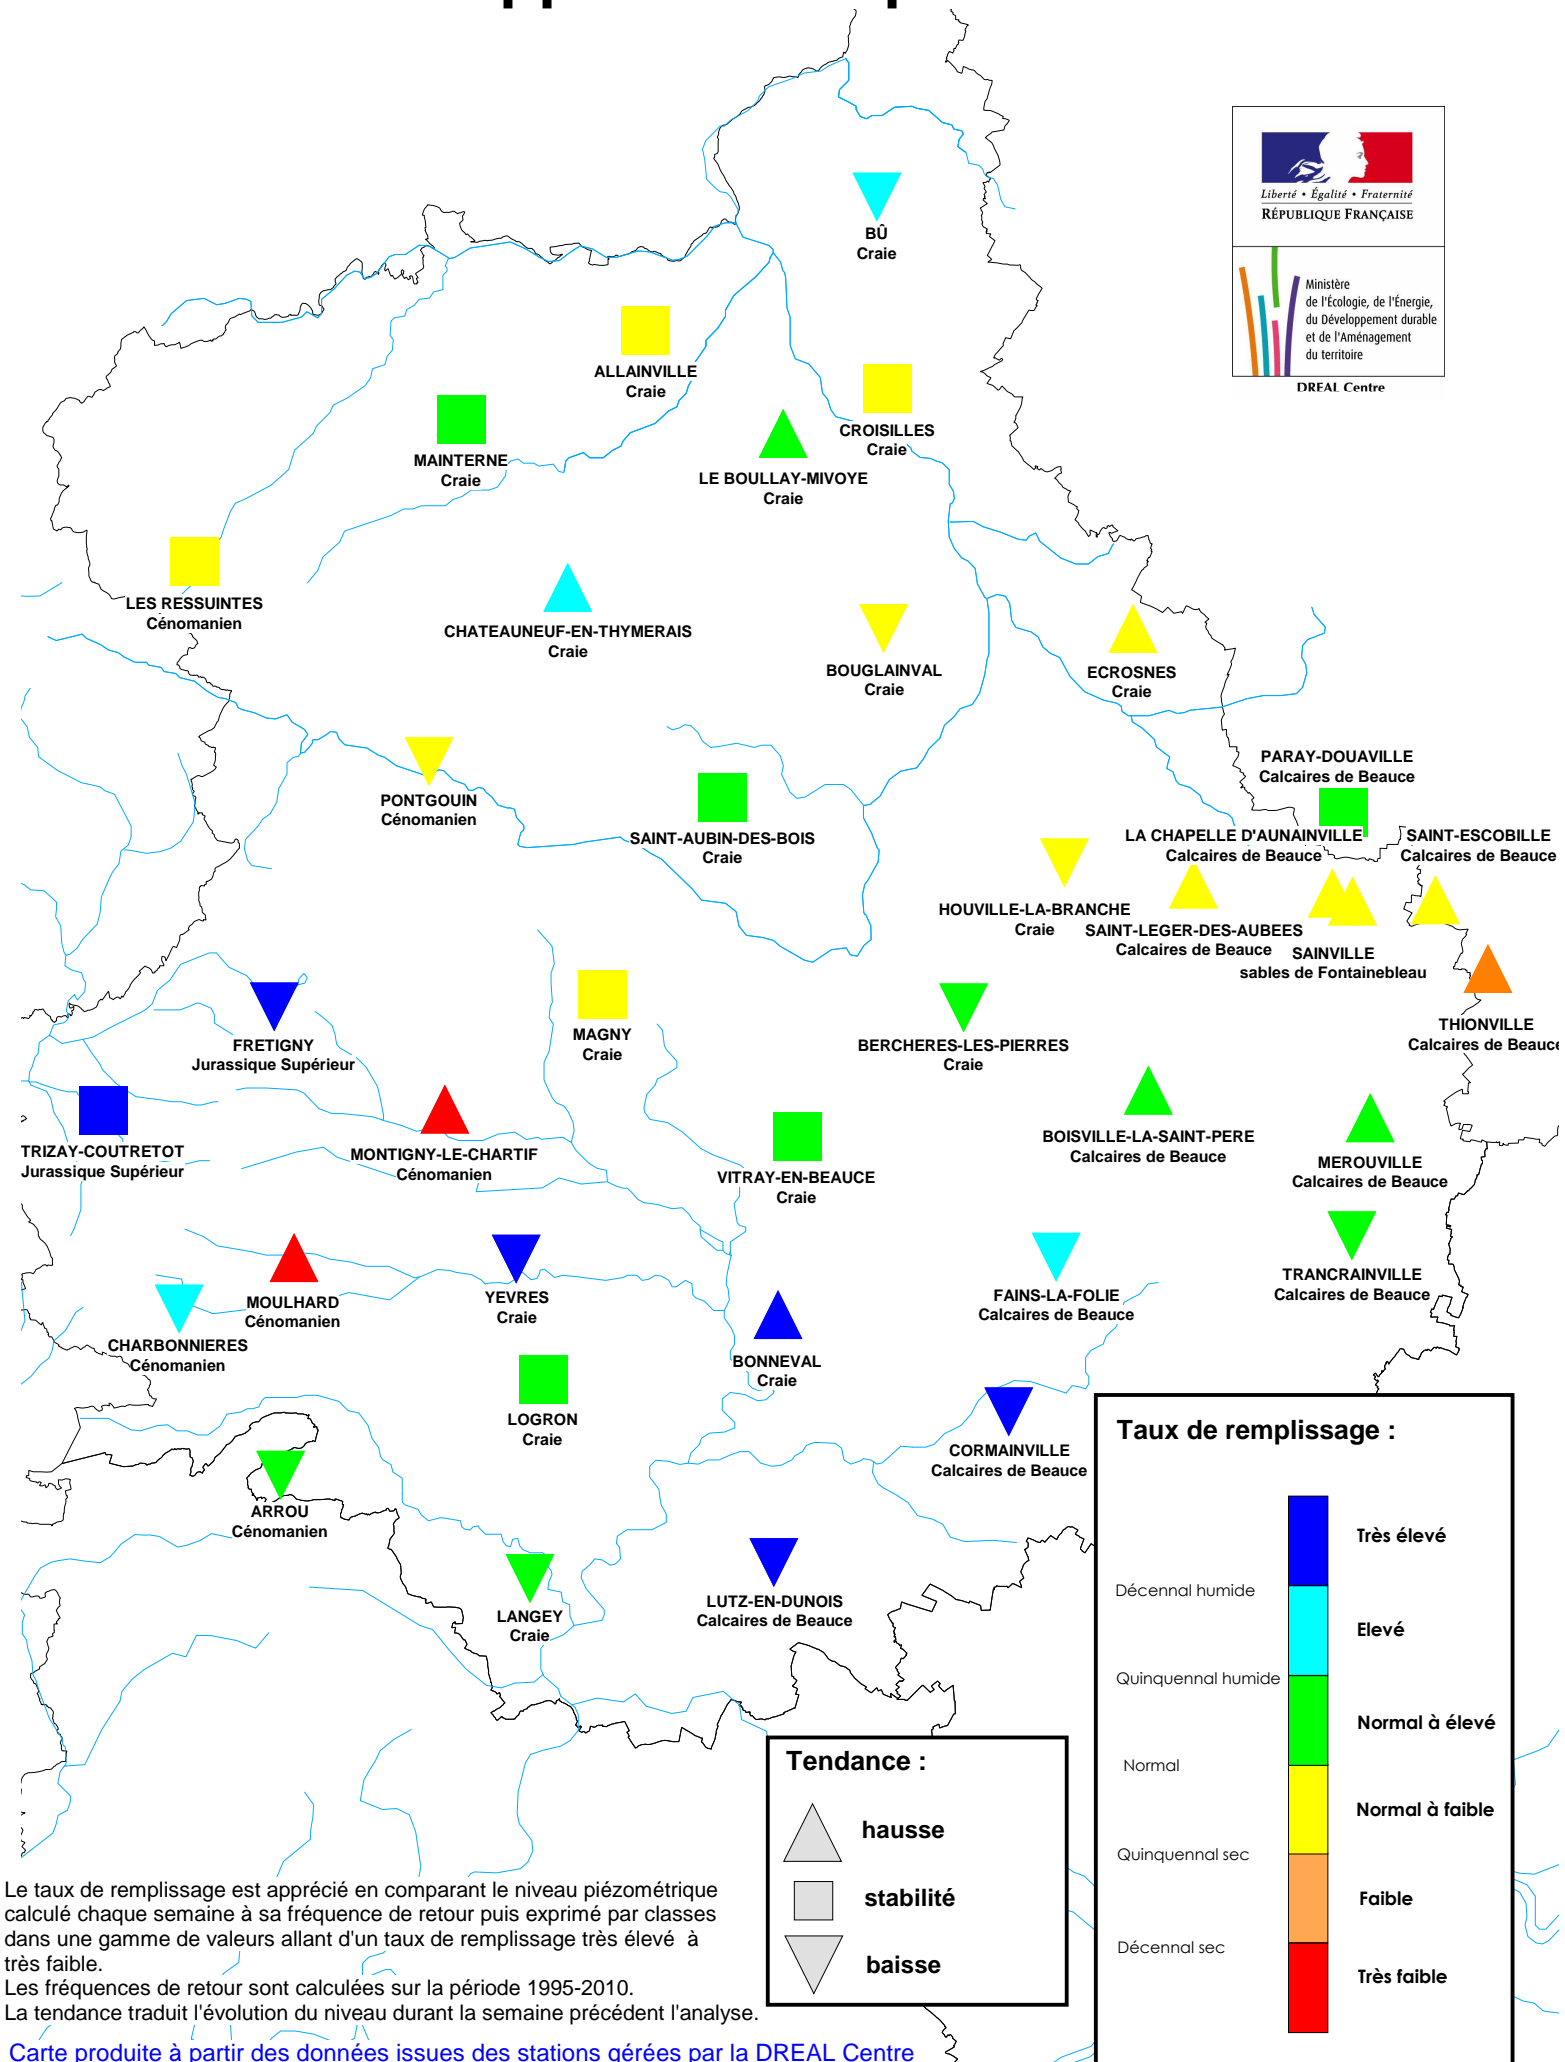 Liberté • Égalité • Fraternité
RÉPUBLIQUE FRANÇAISE
Ministère
de l'Écologie, de l'Énergie,
du Développement durable
et de l'Aménagement
du territoire
DREAL Centre
BÛ
Craie
ALLAINVILLE
Craie
CROISILLES
Craie
MAINTERNE
Craie
LE BOULLAY-MIVOYE
Craie
LES RESSUINTES
Cénomanien
CHATEAUNEUF-EN-THYMERAIS
Craie
BOUGLAINVAL
Craie
ECROSNES
Craie
PARAY-DOUAVILLE
Calcaires de Beauce
PONTGOUIN
Cénomanien
SAINT-AUBIN-DES-BOIS
Craie
LA CHAPELLE D'AUNAINVILLE
Calcaires de Beauce
SAINT-ESCOBILLE
Calcaires de Beauce
HOUVILLE-LA-BRANCHE
Craie
SAINT-LEGER-DES-AUBEES
Calcaires de Beauce
SAINVILLE
sables de Fontainebleau
THIONVILLE
Calcaires de Beauce
FRETIGNY
Jurassique Supérieur
MAGNY
Craie
BERCHERES-LES-PIERRES
Craie
TRIZAY-COUTRETOT
Jurassique Supérieur
MONTIGNY-LE-CHARTIF
Cénomanien
VITRAY-EN-BEAUCE
Craie
BOISVILLE-LA-SAINT-PERE
Calcaires de Beauce
MEROUVILLE
Calcaires de Beauce
MOULHARD
Cénomanien
YEVRES
Craie
FAINS-LA-FOLIE
Calcaires de Beauce
TRANCRAINVILLE
Calcaires de Beauce
CHARBONNIERES
Cénomanien
BONNEVAL
Craie
LOGRON
Craie
CORMAINVILLE
Calcaires de Beauce
ARROU
Cénomanien
LANGEY
Craie
LUTZ-EN-DUNOIS
Calcaires de Beauce
Taux de remplissage :
Très élevé
Décennal humide
Elevé
Quinquennal humide
Normal à élevé
Normal
Normal à faible
Quinquennal sec
Faible
Décennal sec
Très faible
Tendance :
hausse
stabilité
baisse
Le taux de remplissage est apprécié en comparant le niveau piézométrique
calculé chaque semaine à sa fréquence de retour puis exprimé par classes
dans une gamme de valeurs allant d'un taux de remplissage très élevé à
très faible.
Les fréquences de retour sont calculées sur la période 1995-2010.
La tendance traduit l'évolution du niveau durant la semaine précédent l'analyse.
Carte produite à partir des données issues des stations gérées par la DREAL Centre